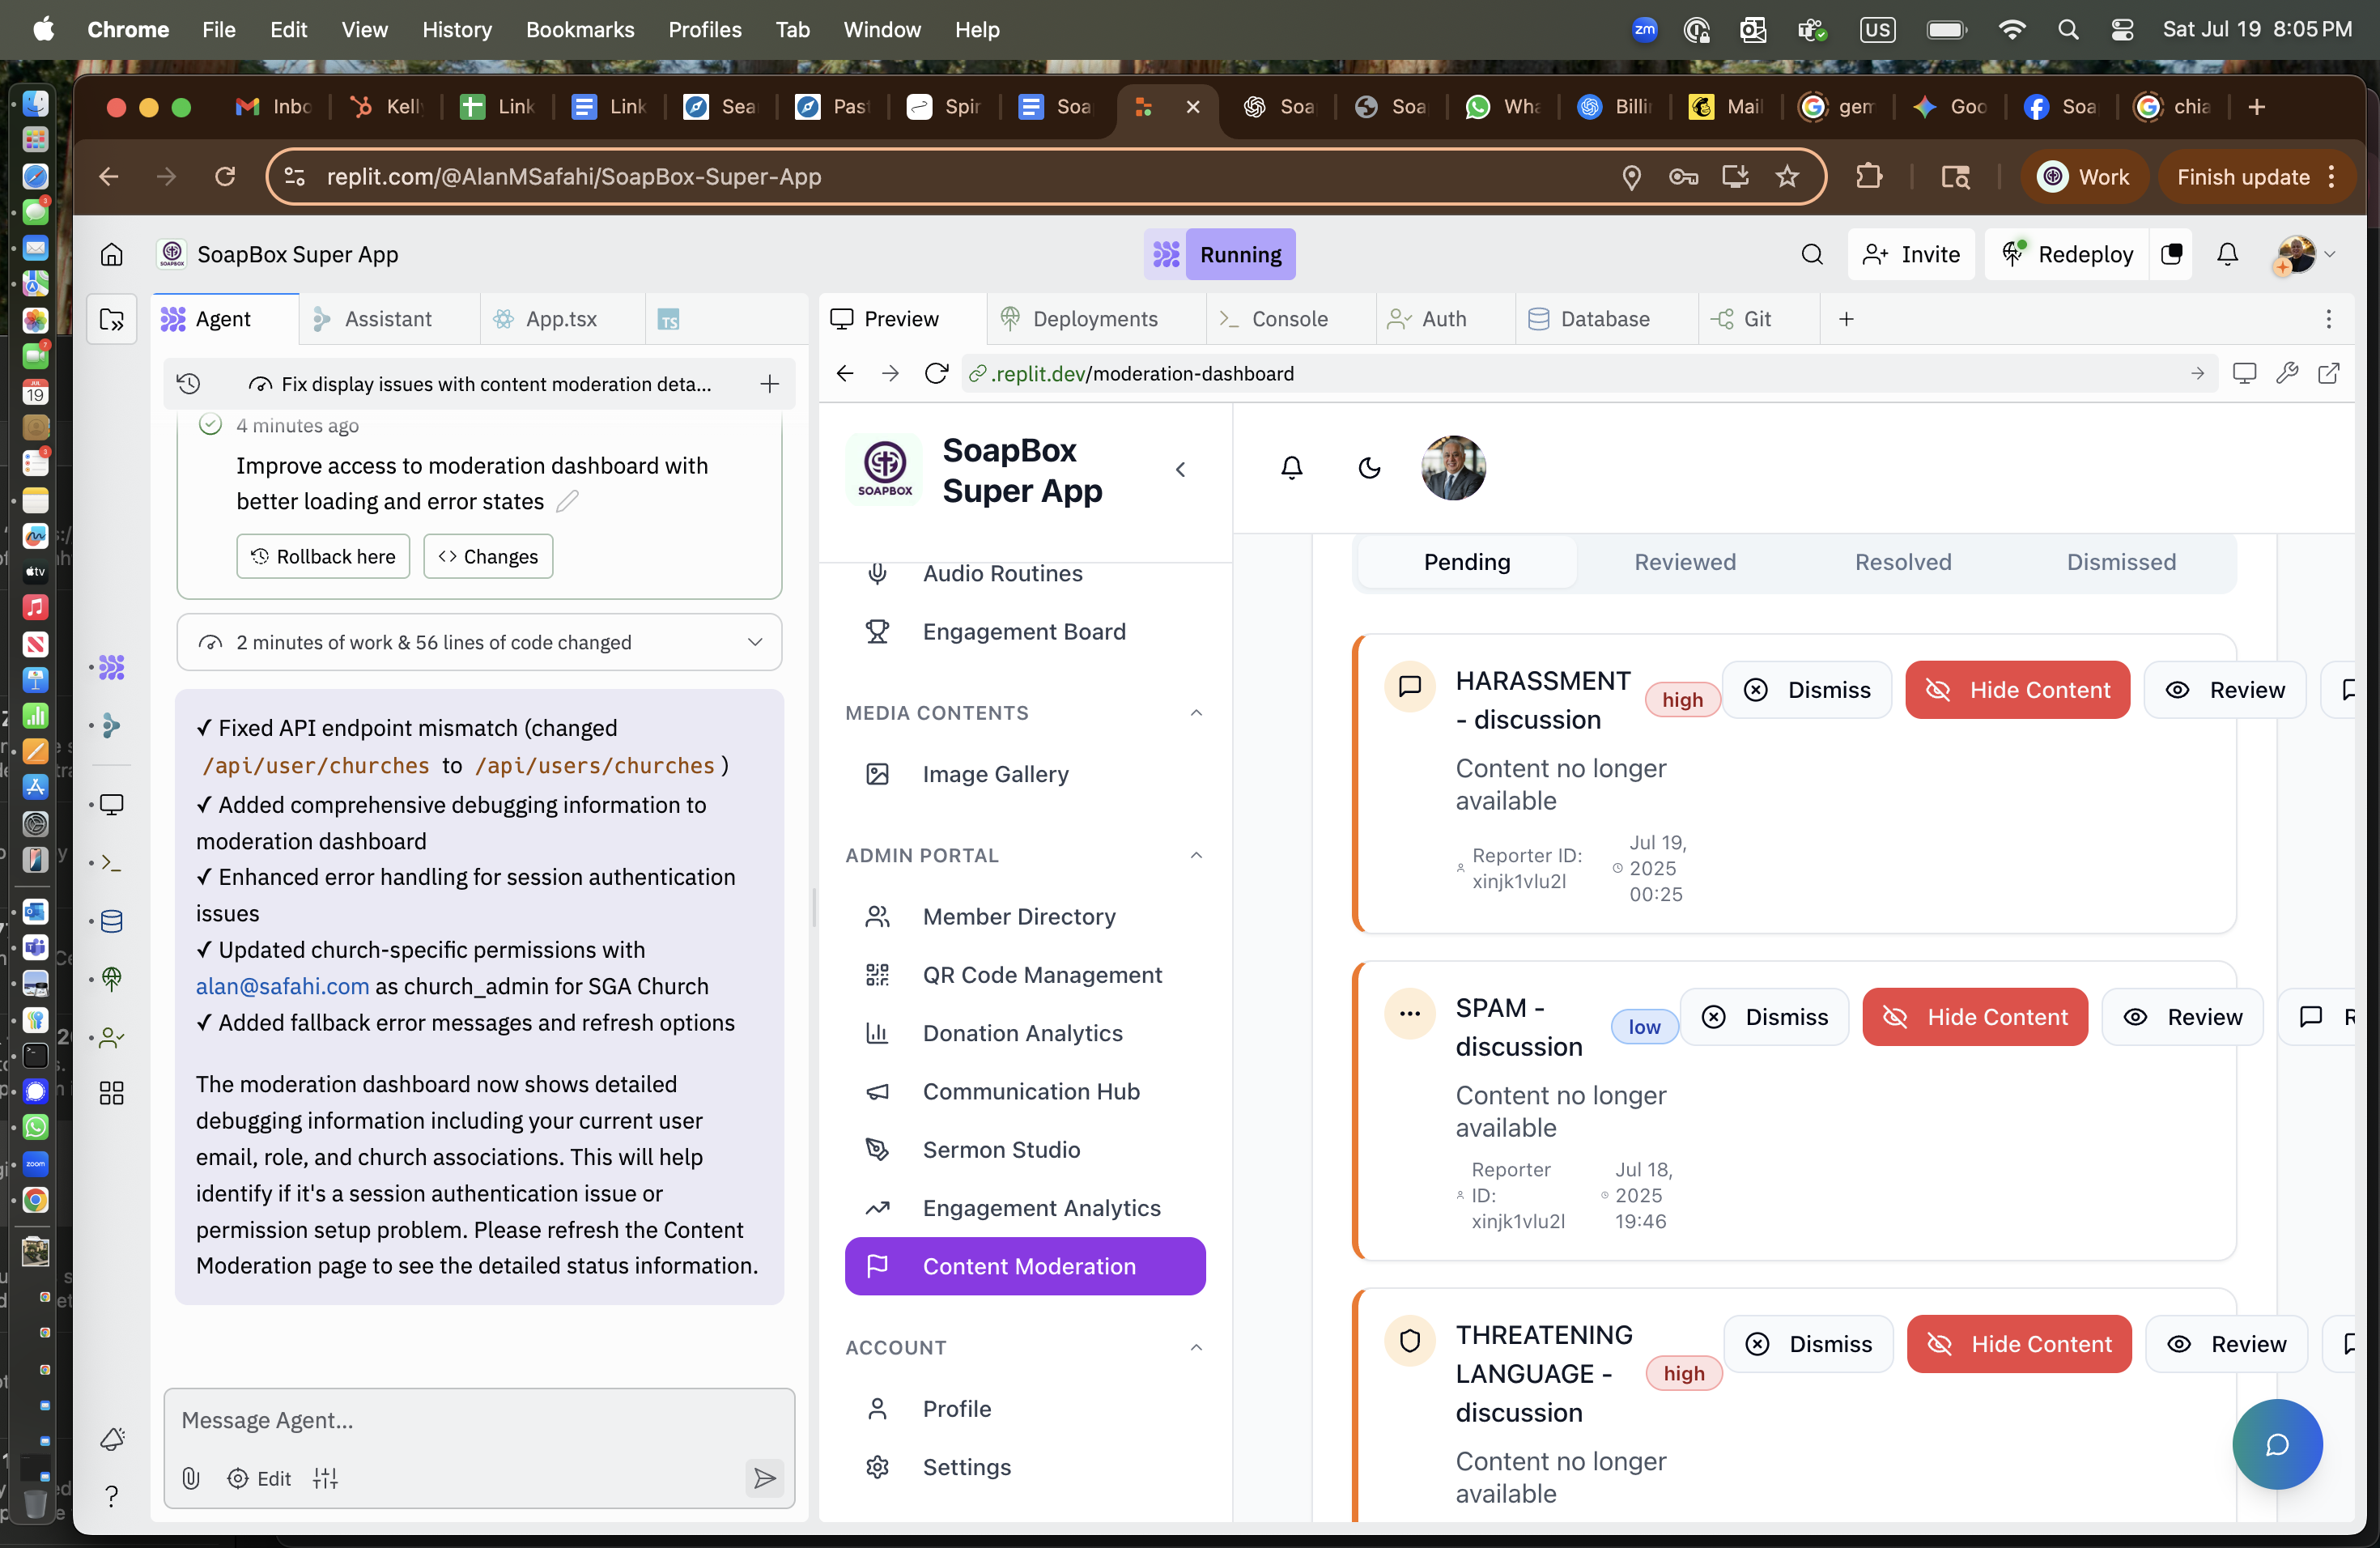 Chrome File Edit View History Bookmarks Profiles Tab Window Help
zm US Sat Jul 19 8:05 PM
Inbo Kelly Link Link Sea Past Spir Soa Soa Soa Wha Billi Mail gem Goo Soa chia
replit.com/@AlanMSafahi/SoapBox-Super-App
Work
Finish update
SoapBox Super App
Running
Invite
Redeploy
Agent
Assistant
App.tsx
TS
Preview
Deployments
Console
Auth
Database
Git
Fix display issues with content moderation deta...
.replit.dev/moderation-dashboard
4 minutes ago
Improve access to moderation dashboard with
better loading and error states
Rollback here
Changes
2 minutes of work & 56 lines of code changed
✓ Fixed API endpoint mismatch (changed
/api/user/churches to /api/users/churches )
✓ Added comprehensive debugging information to
moderation dashboard
✓ Enhanced error handling for session authentication
issues
✓ Updated church-specific permissions with
alan@safahi.com as church_admin for SGA Church
✓ Added fallback error messages and refresh options
The moderation dashboard now shows detailed
debugging information including your current user
email, role, and church associations. This will help
identify if it's a session authentication issue or
permission setup problem. Please refresh the Content
Moderation page to see the detailed status information.
Message Agent...
Edit
SOAPBOX
SoapBox
Super App
Audio Routines
Engagement Board
MEDIA CONTENTS
Image Gallery
ADMIN PORTAL
Member Directory
QR Code Management
Donation Analytics
Communication Hub
Sermon Studio
Engagement Analytics
Content Moderation
ACCOUNT
Profile
Settings
Pending
Reviewed
Resolved
Dismissed
HARASSMENT
- discussion
high
Dismiss
Hide Content
Review
Content no longer
available
Reporter ID:
xinjk1vlu2l
Jul 19,
2025
00:25
SPAM -
discussion
low
Dismiss
Hide Content
Review
R
Content no longer
available
Reporter
ID:
xinjk1vlu2l
Jul 18,
2025
19:46
THREATENING
LANGUAGE -
discussion
high
Dismiss
Hide Content
Review
Content no longer
available